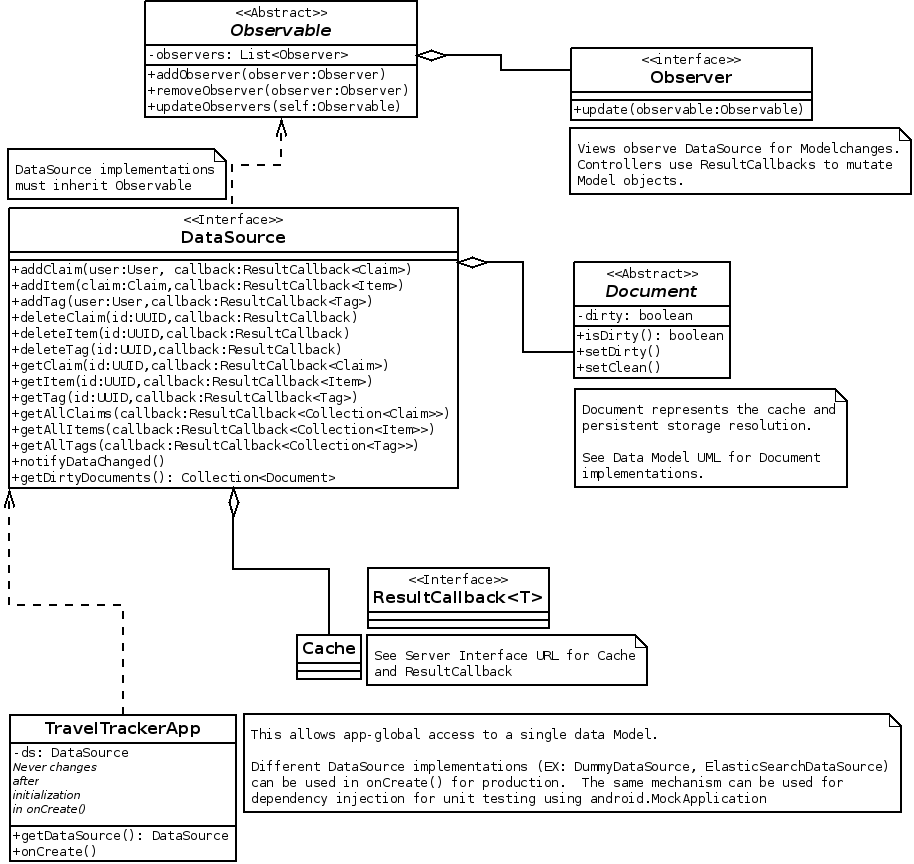 <<Abstract>>
Observable
-observers: List<Observer>
+addObserver(observer:Observer)
+removeObserver(observer:Observer)
+updateObservers(self:Observable)
<<interface>>
Observer
+update(observable:Observable)
Views observe DataSource for Modelchanges.
Controllers use ResultCallbacks to mutate
Model objects.
DataSource implementations
must inherit Observable
<<Interface>>
DataSource
+addClaim(user:User, callback:ResultCallback<Claim>)
+addItem(claim:Claim,callback:ResultCallback<Item>)
+addTag(user:User,callback:ResultCallback<Tag>)
+deleteClaim(id:UUID,callback:ResultCallback)
+deleteItem(id:UUID,callback:ResultCallback)
+deleteTag(id:UUID,callback:ResultCallback)
+getClaim(id:UUID,callback:ResultCallback<Claim>)
+getItem(id:UUID,callback:ResultCallback<Item>)
+getTag(id:UUID,callback:ResultCallback<Tag>)
+getAllClaims(callback:ResultCallback<Collection<Claim>>)
+getAllItems(callback:ResultCallback<Collection<Item>>)
+getAllTags(callback:ResultCallback<Collection<Tag>>)
+notifyDataChanged()
+getDirtyDocuments(): Collection<Document>
<<Abstract>>
Document
-dirty: boolean
+isDirty(): boolean
+setDirty()
+setClean()
Document represents the cache and
persistent storage resolution.
See Data Model UML for Document
implementations.
<<Interface>>
ResultCallback<T>
Cache
See Server Interface URL for Cache
and ResultCallback
TravelTrackerApp
-ds: DataSource
Never changes
after
initialization
in onCreate()
+getDataSource(): DataSource
+onCreate()
This allows app-global access to a single data Model.
Different DataSource implementations (EX: DummyDataSource, ElasticSearchDataSource)
can be used in onCreate() for production.  The same mechanism can be used for
dependency injection for unit testing using android.MockApplication